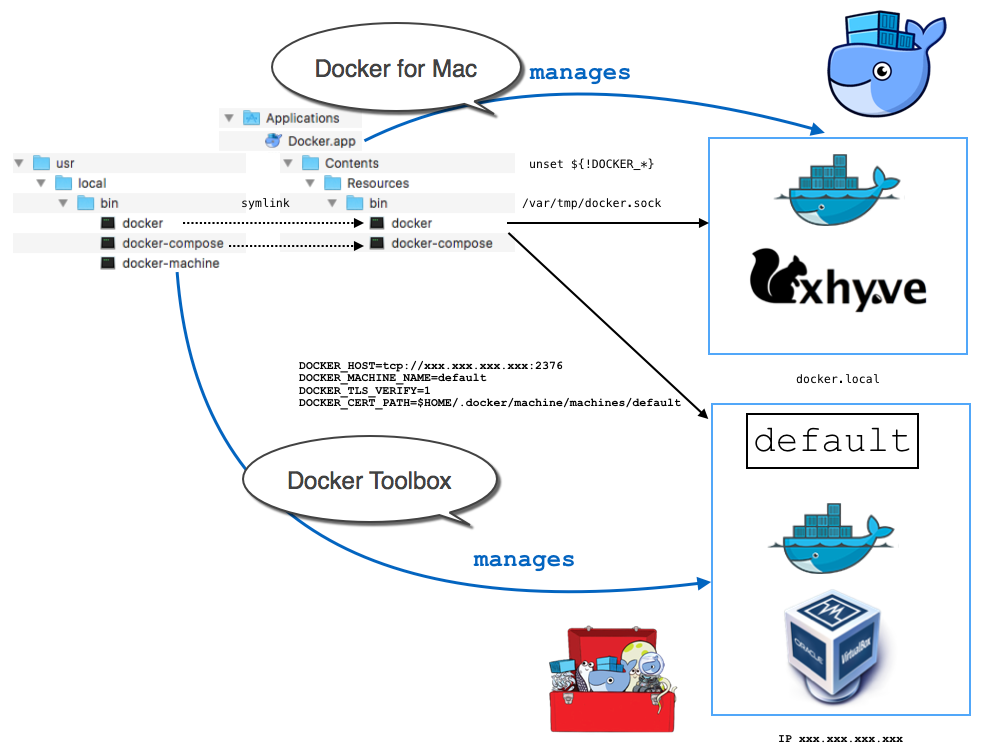 Docker for Mac
manages
Applications
Docker.app
usr
Contents
unset ${!DOCKER_*}
local
Resources
bin
symlink
bin
/var/tmp/docker.sock
docker
docker
docker-compose
docker-compose
docker-machine
xhyve
DOCKER_HOST=tcp://xxx.xxx.xxx.xxx:2376
DOCKER_MACHINE_NAME=default
DOCKER_TLS_VERIFY=1
DOCKER_CERT_PATH=$HOME/.docker/machine/machines/default
docker.local
default
Docker Toolbox
manages
ORACLE
VirtualBox
IP xxx.xxx.xxx.xxx